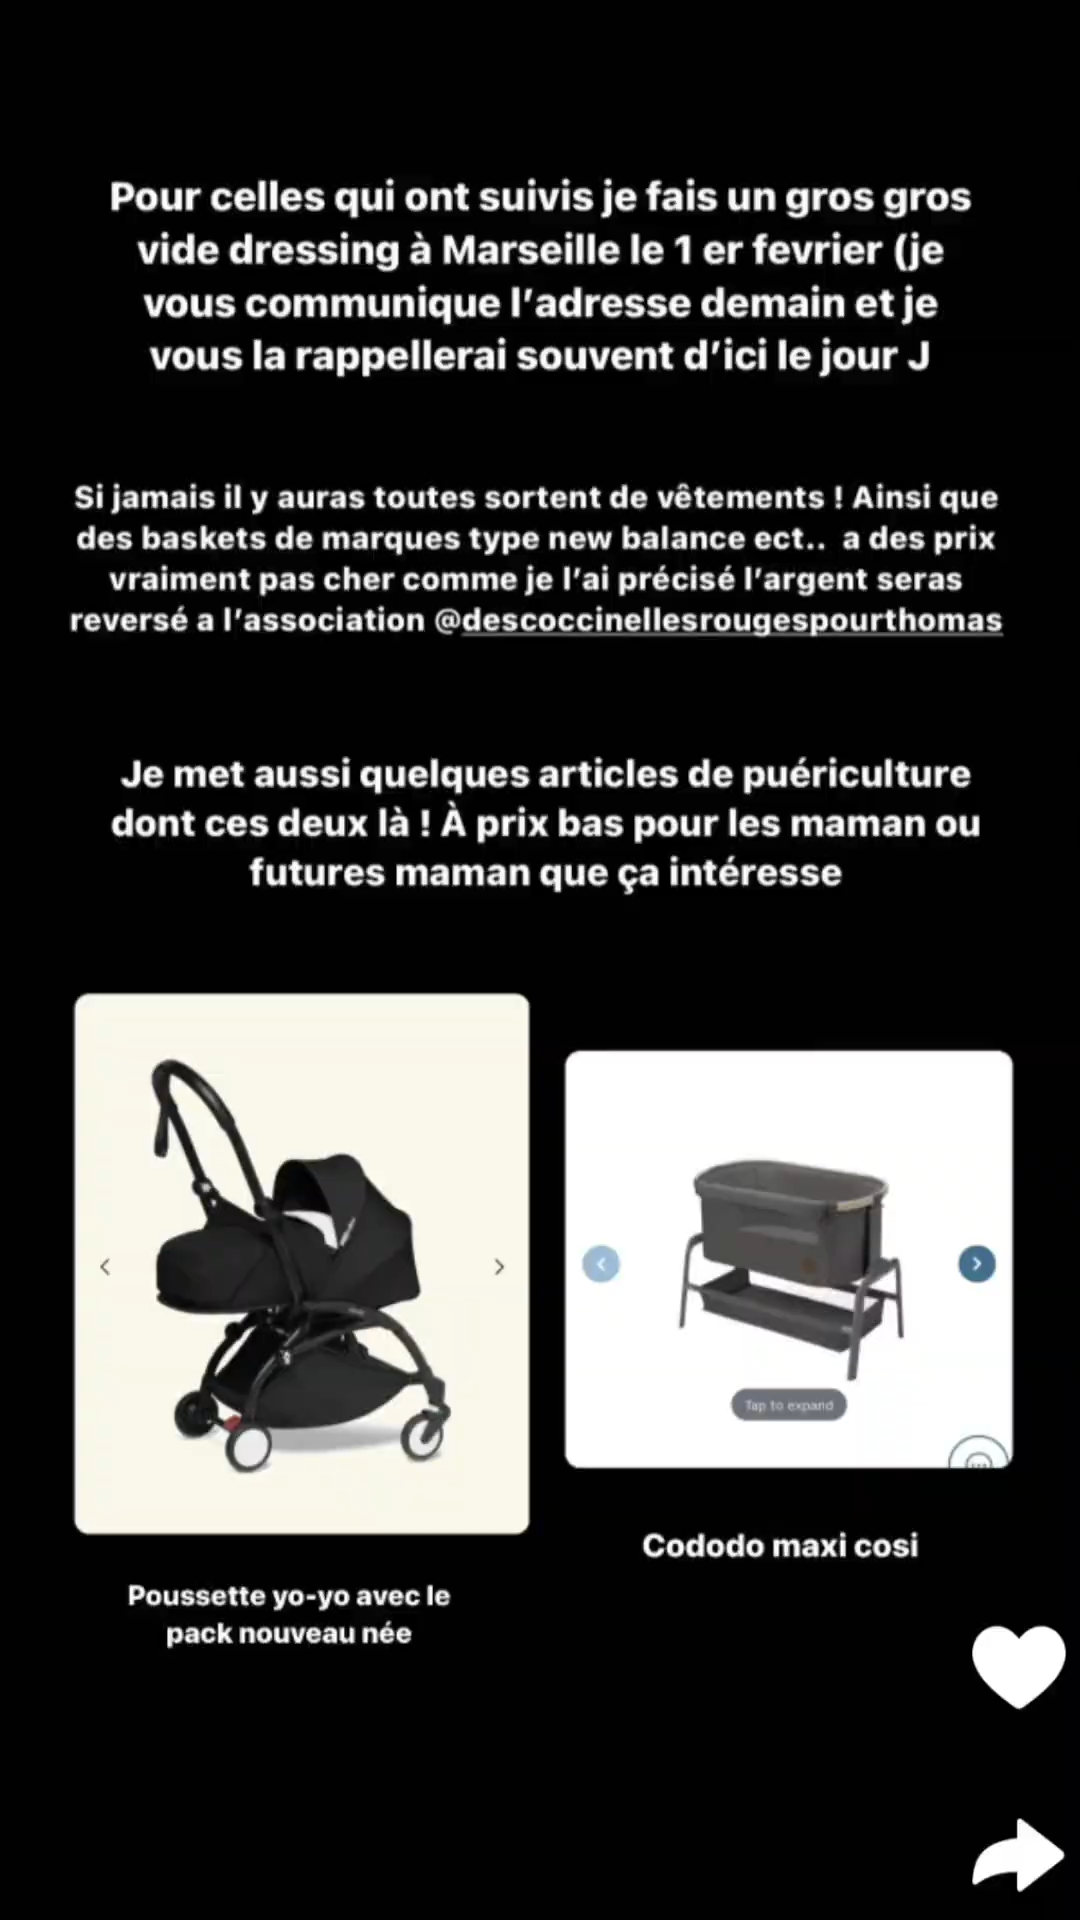 Pour celles qui ont suivis je fais un gros gros
vide dressing à Marseille le 1 er fevrier (je
vous communique l’adresse demain et je
vous la rappellerai souvent d’ici le jour J
Si jamais il y auras toutes sortent de vêtements ! Ainsi que
des baskets de marques type new balance ect.. a des prix
vraiment pas cher comme je l’ai précisé l’argent seras
reversé a l’association @descoccinellesrougespourthomas
Je met aussi quelques articles de puériculture
dont ces deux là ! À prix bas pour les maman ou
futures maman que ça intéresse
Tap to expand
Cododo maxi cosi
Poussette yo-yo avec le
pack nouveau née